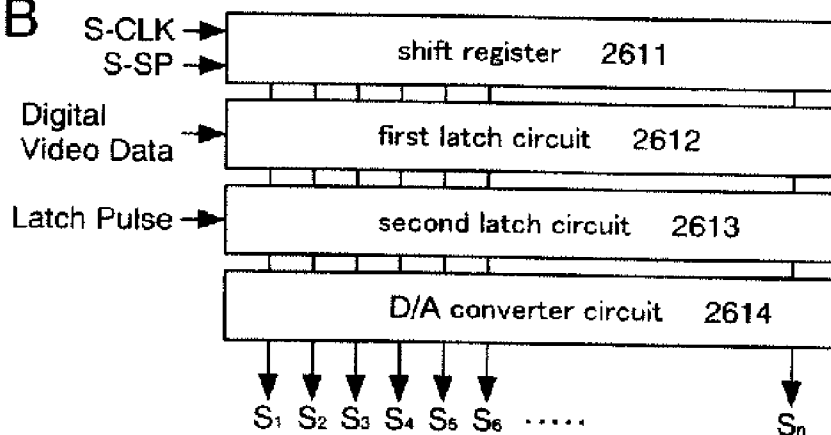 B
S-CLK
S-SP
shift register 2611
Digital
Video Data
first latch circuit 2612
Latch Pulse
second latch circuit 2613
D/A converter circuit 2614
S1 S2 S3 S4 S5 S6 ..... Sn